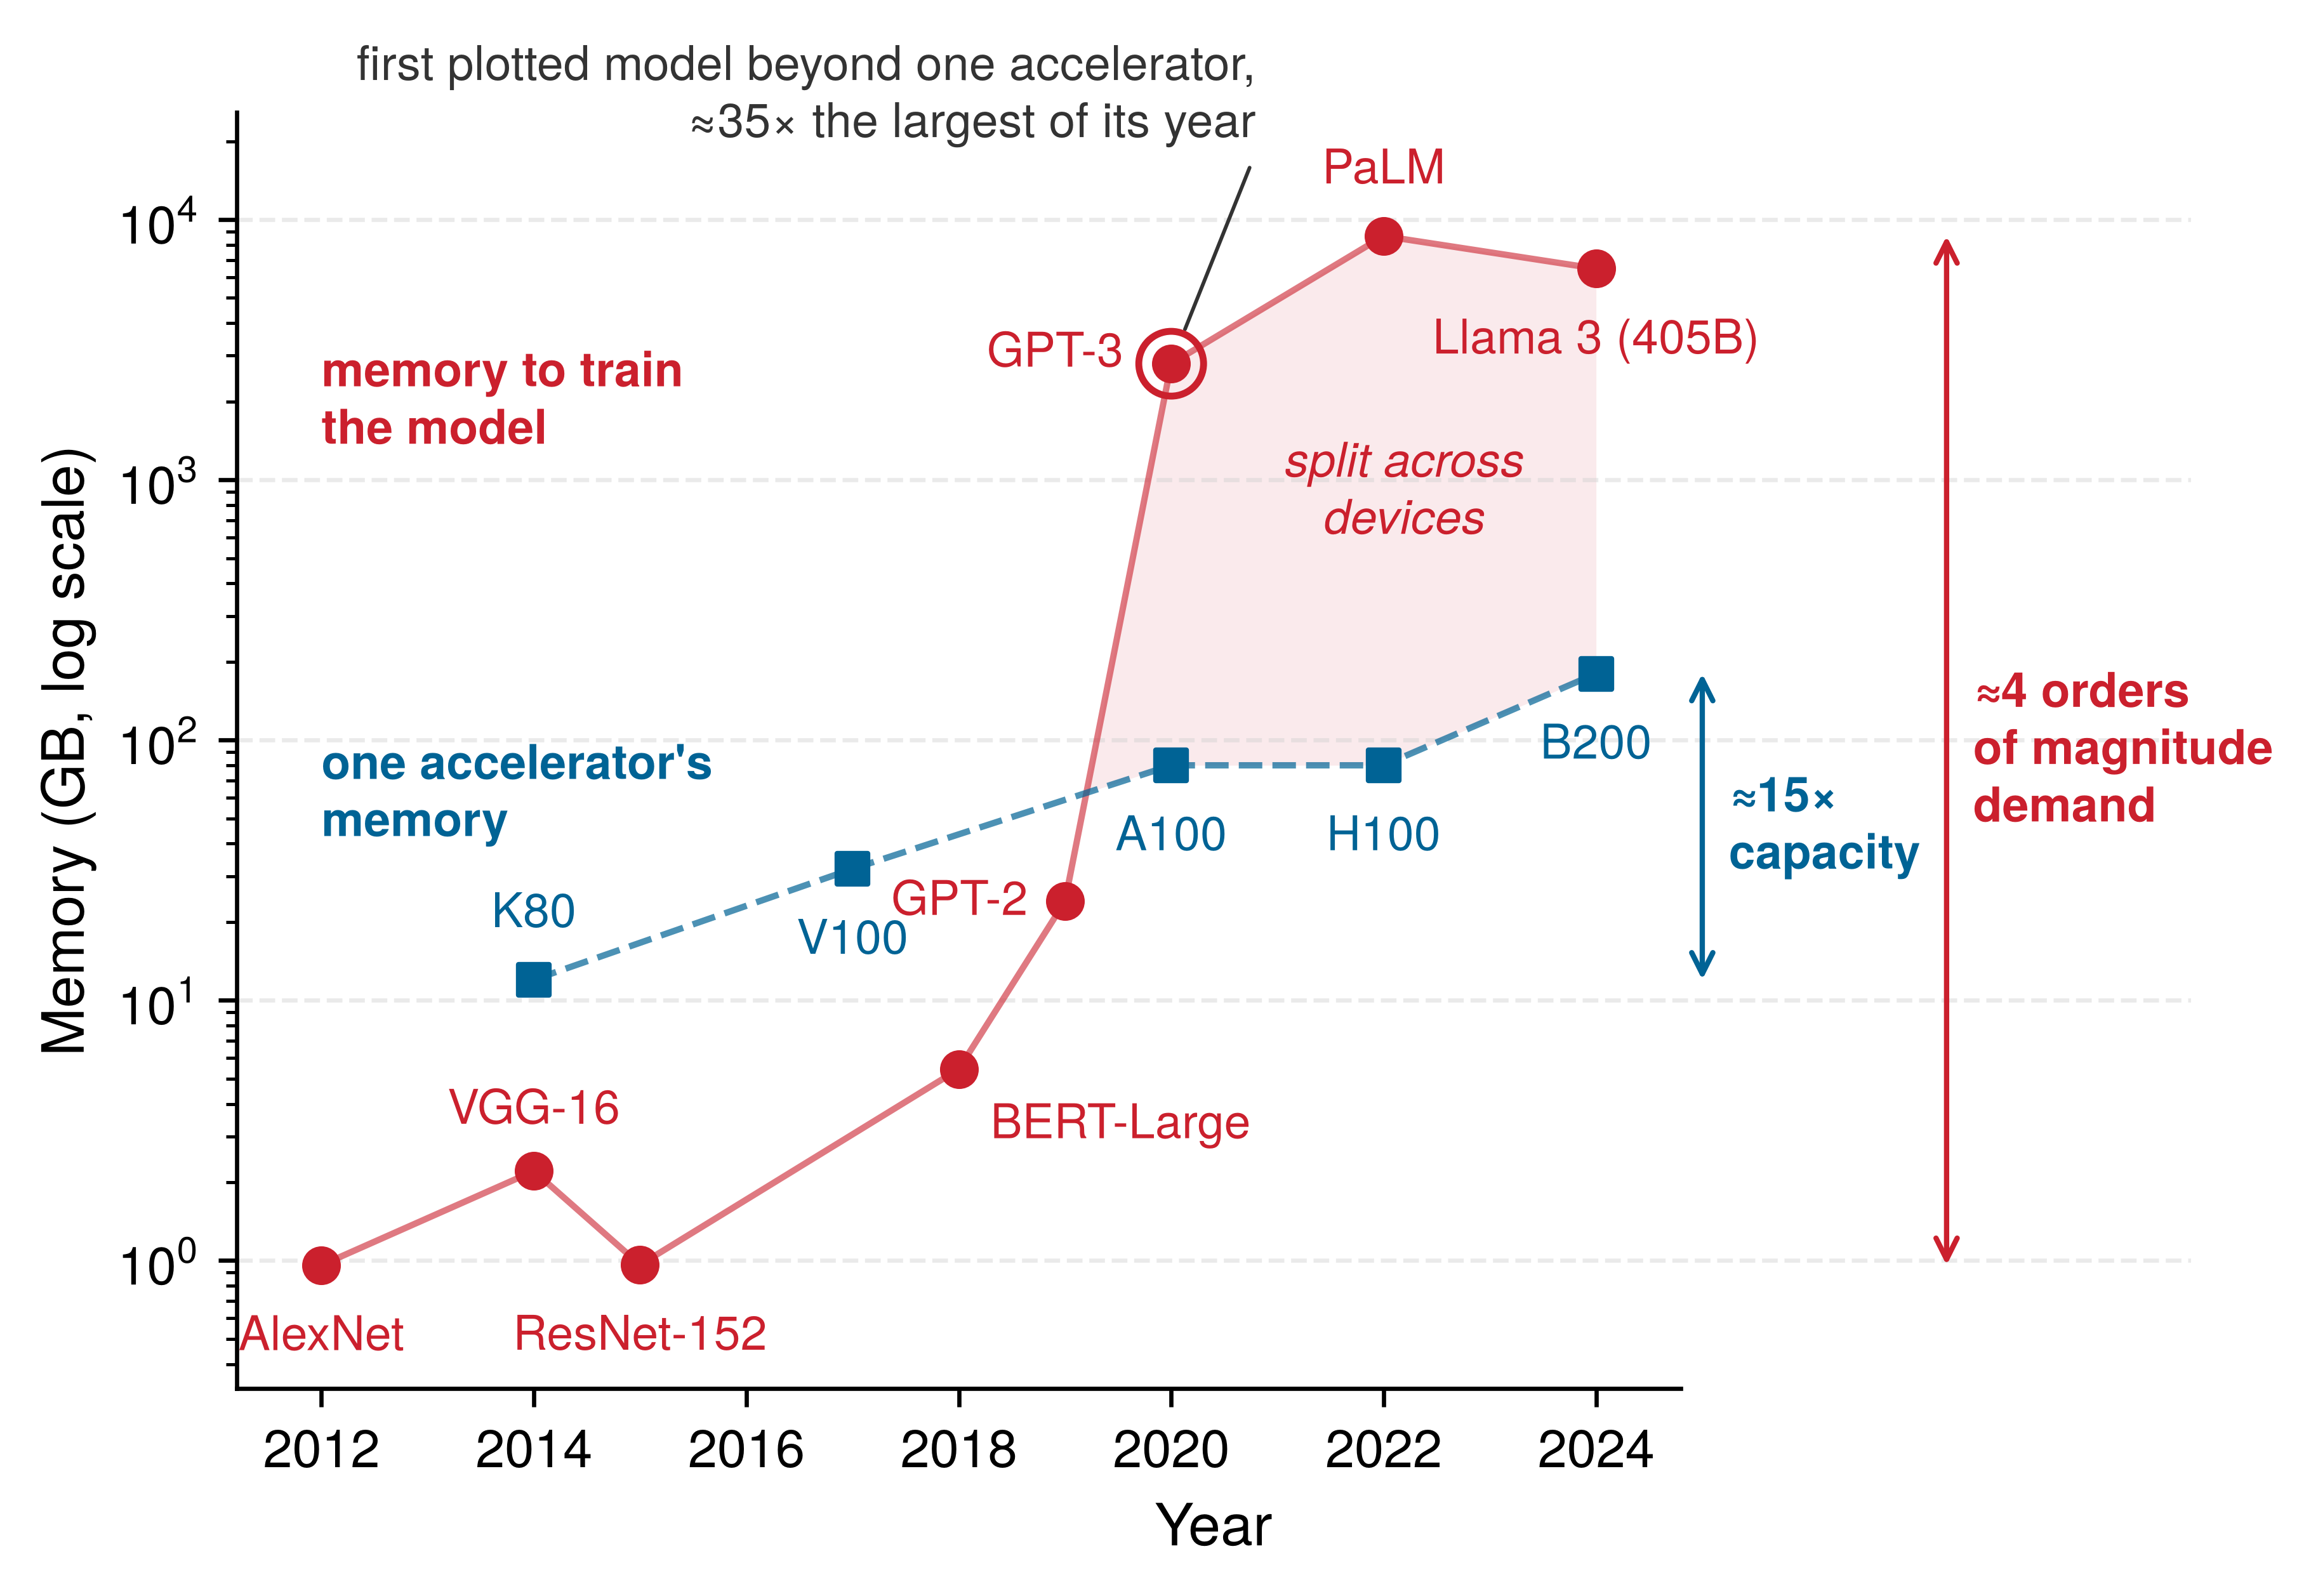 first plotted model beyond one accelerator,
≈35× the largest of its year
PaLM
10⁴
Llama 3 (405B)
GPT-3
memory to train
the model
split across
devices
10³
Memory (GB, log scale)
≈4 orders
of magnitude
demand
10²
one accelerator's
memory
B200
≈15×
capacity
A100
H100
K80
GPT-2
V100
10¹
VGG-16
BERT-Large
10⁰
AlexNet
ResNet-152
2012
2014
2016
2018
2020
2022
2024
Year